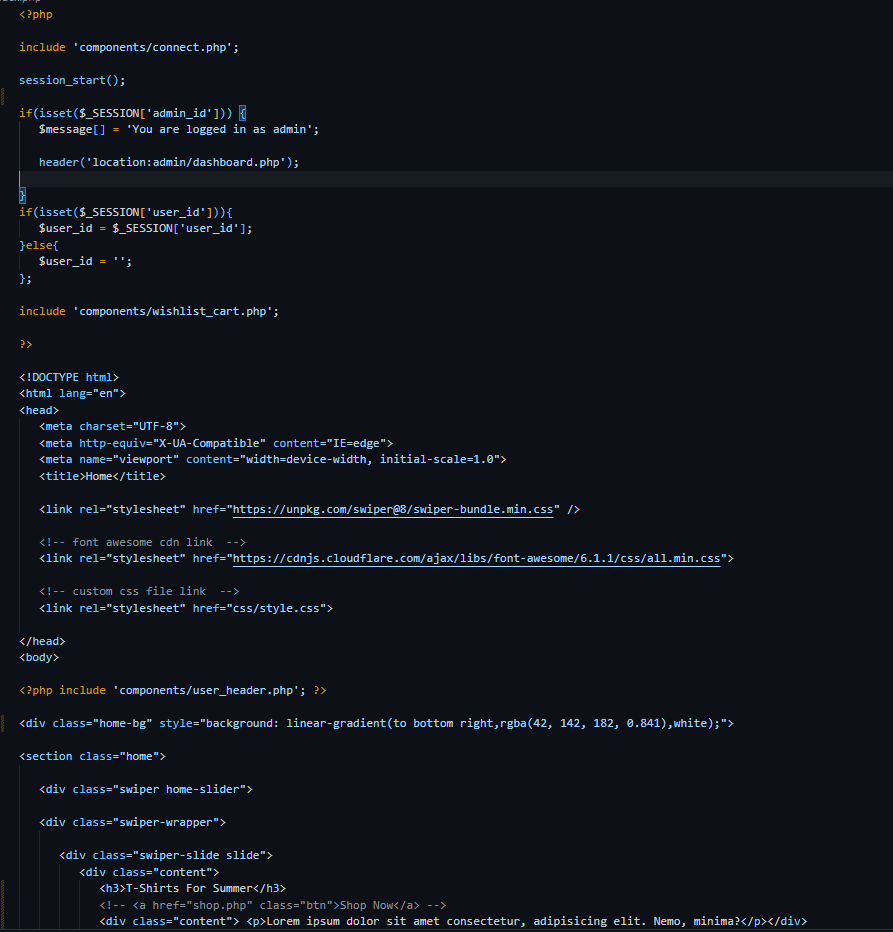 <?php
include 'components/connect.php';
session_start();
if(isset($_SESSION['admin_id'])) {
$message[] = 'You are logged in as admin';
header('location:admin/dashboard.php');
}
if(isset($_SESSION['user_id'])){
$user_id = $_SESSION['user_id'];
}else{
$user_id = '';
};
include 'components/wishlist_cart.php';
?>
<!DOCTYPE html>
<html lang="en">
<head>
<meta charset="UTF-8">
<meta http-equiv="X-UA-Compatible" content="IE=edge">
<meta name="viewport" content="width=device-width, initial-scale=1.0">
<title>Home</title>
<link rel="stylesheet" href="https://unpkg.com/swiper@8/swiper-bundle.min.css" />
<!-- font awesome cdn link  -->
<link rel="stylesheet" href="https://cdnjs.cloudflare.com/ajax/libs/font-awesome/6.1.1/css/all.min.css">
<!-- custom css file link  -->
<link rel="stylesheet" href="css/style.css">
</head>
<body>
<?php include 'components/user_header.php'; ?>
<div class="home-bg" style="background: linear-gradient(to bottom right,rgba(42, 142, 182, 0.841),white);">
<section class="home">
<div class="swiper home-slider">
<div class="swiper-wrapper">
<div class="swiper-slide slide">
<div class="content">
<h3>T-Shirts For Summer</h3>
<!-- <a href="shop.php" class="btn">Shop Now</a> -->
<div class="content"> <p>Lorem ipsum dolor sit amet consectetur, adipisicing elit. Nemo, minima?</p></div>